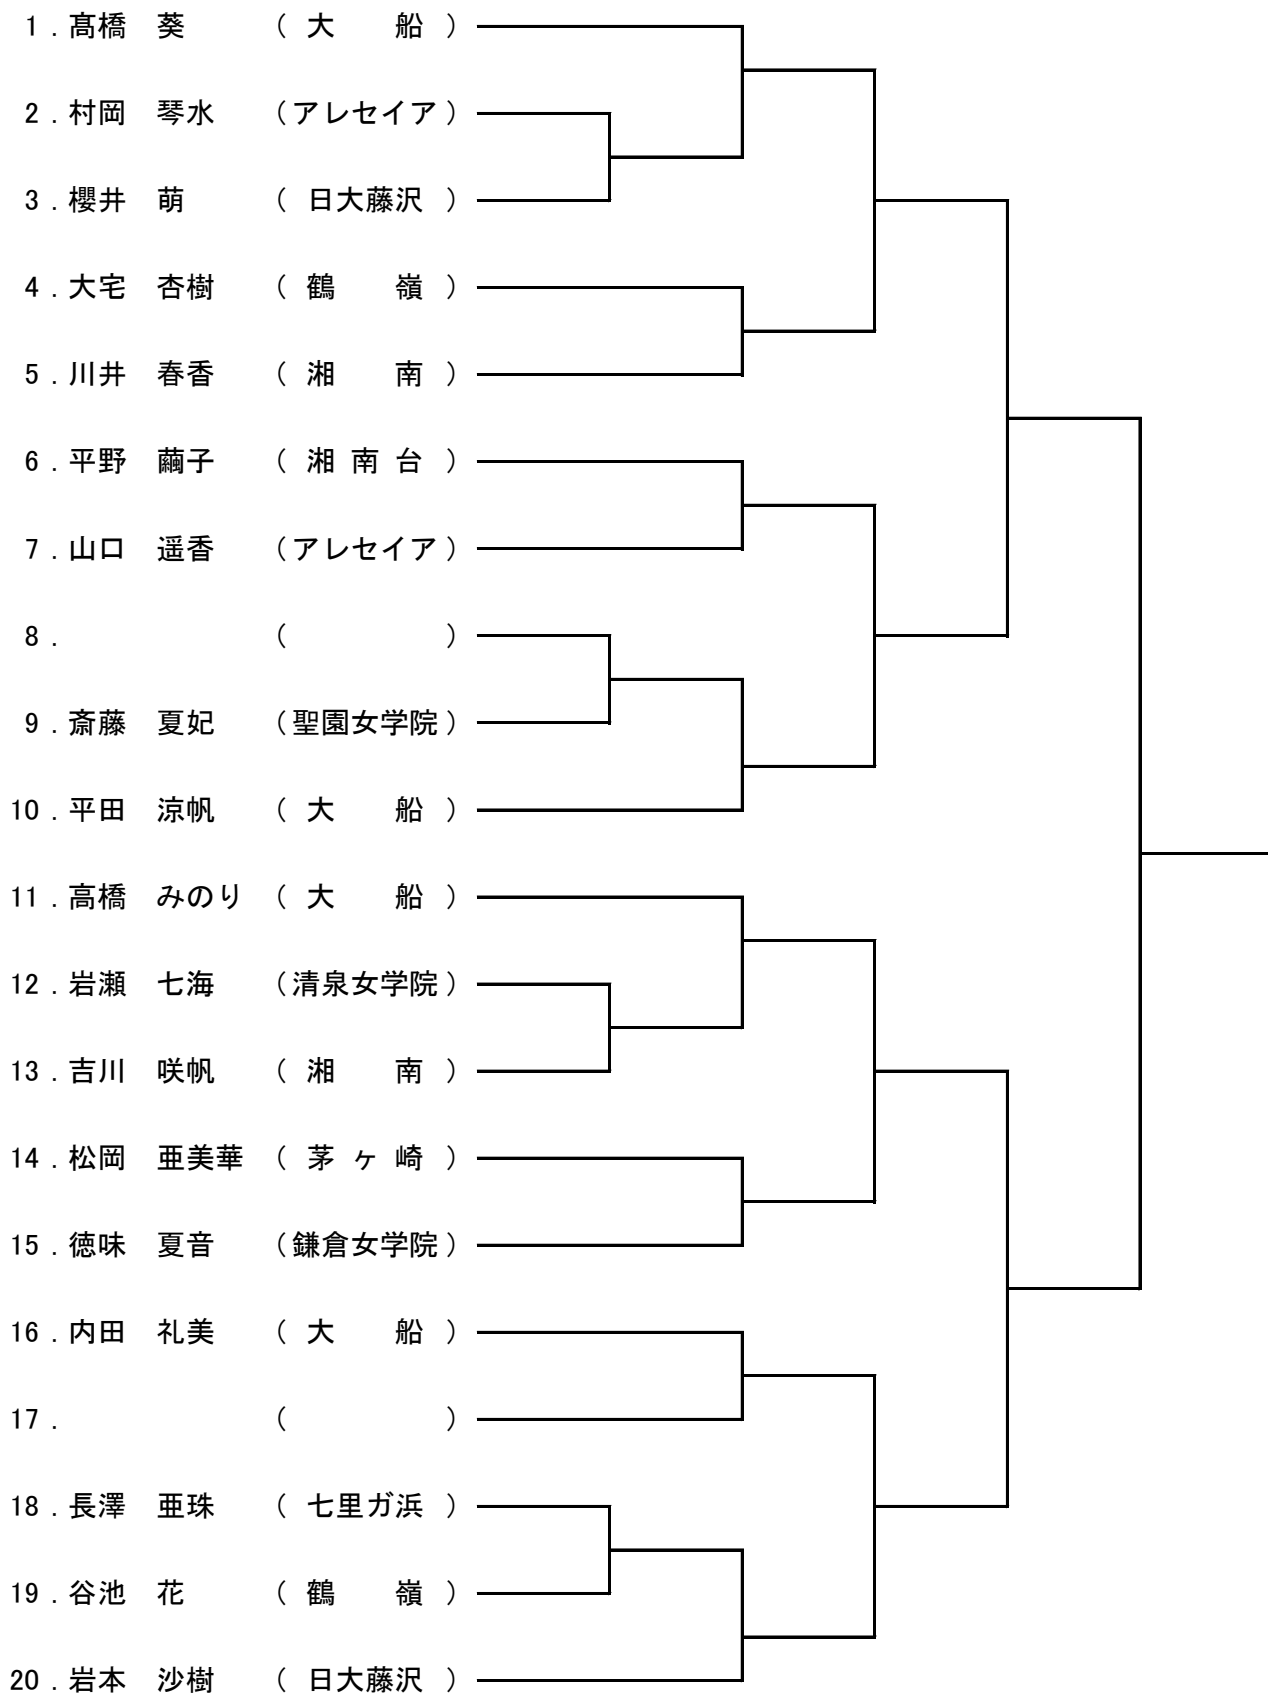 1．髙橋　葵　（大　船）
2．村岡　琴水　（アレセイア）
3．櫻井　萌　（日大藤沢）
4．大宅　杏樹　（鶴　嶺）
5．川井　春香　（湘　南）
6．平野　繭子　（湘 南 台）
7．山口　遥香　（アレセイア）
8．　（　　）
9．斎藤　夏妃　（聖園女学院）
10．平田　涼帆　（大　船）
11．高橋　みのり　（大　船）
12．岩瀬　七海　（清泉女学院）
13．吉川　咲帆　（湘　南）
14．松岡　亜美華　（茅 ヶ 崎）
15．徳味　夏音　（鎌倉女学院）
16．内田　礼美　（大　船）
17．　（　　）
18．長澤　亜珠　（七里ガ浜）
19．谷池　花　（鶴　嶺）
20．岩本　沙樹　（日大藤沢）